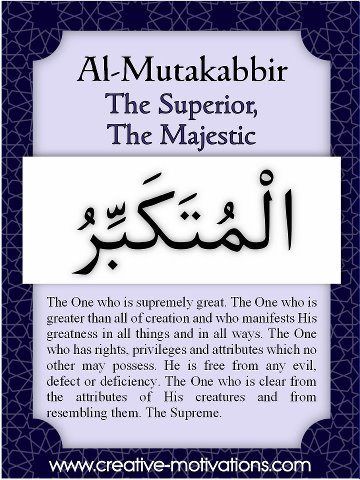 Al-Mutakabbir
The Superior,
The Majestic
الْمُتَكَبِّرُ
The One who is supremely great. The One who is
greater than all of creation and who manifests His
greatness in all things and in all ways. The One
who has rights, privileges and attributes which no
other may possess. He is free from any evil,
defect or deficiency. The One who is clear from
the attributes of His creatures and from
resembling them. The Supreme.
www.creative-motivations.com